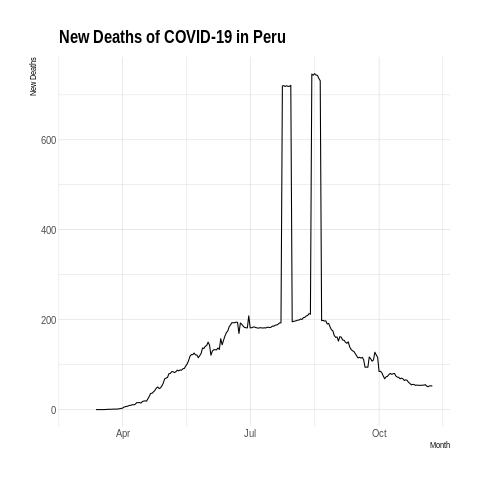 New Deaths of COVID-19 in Peru
New Deaths
600
400
200
0
Apr Jul Oct
Month